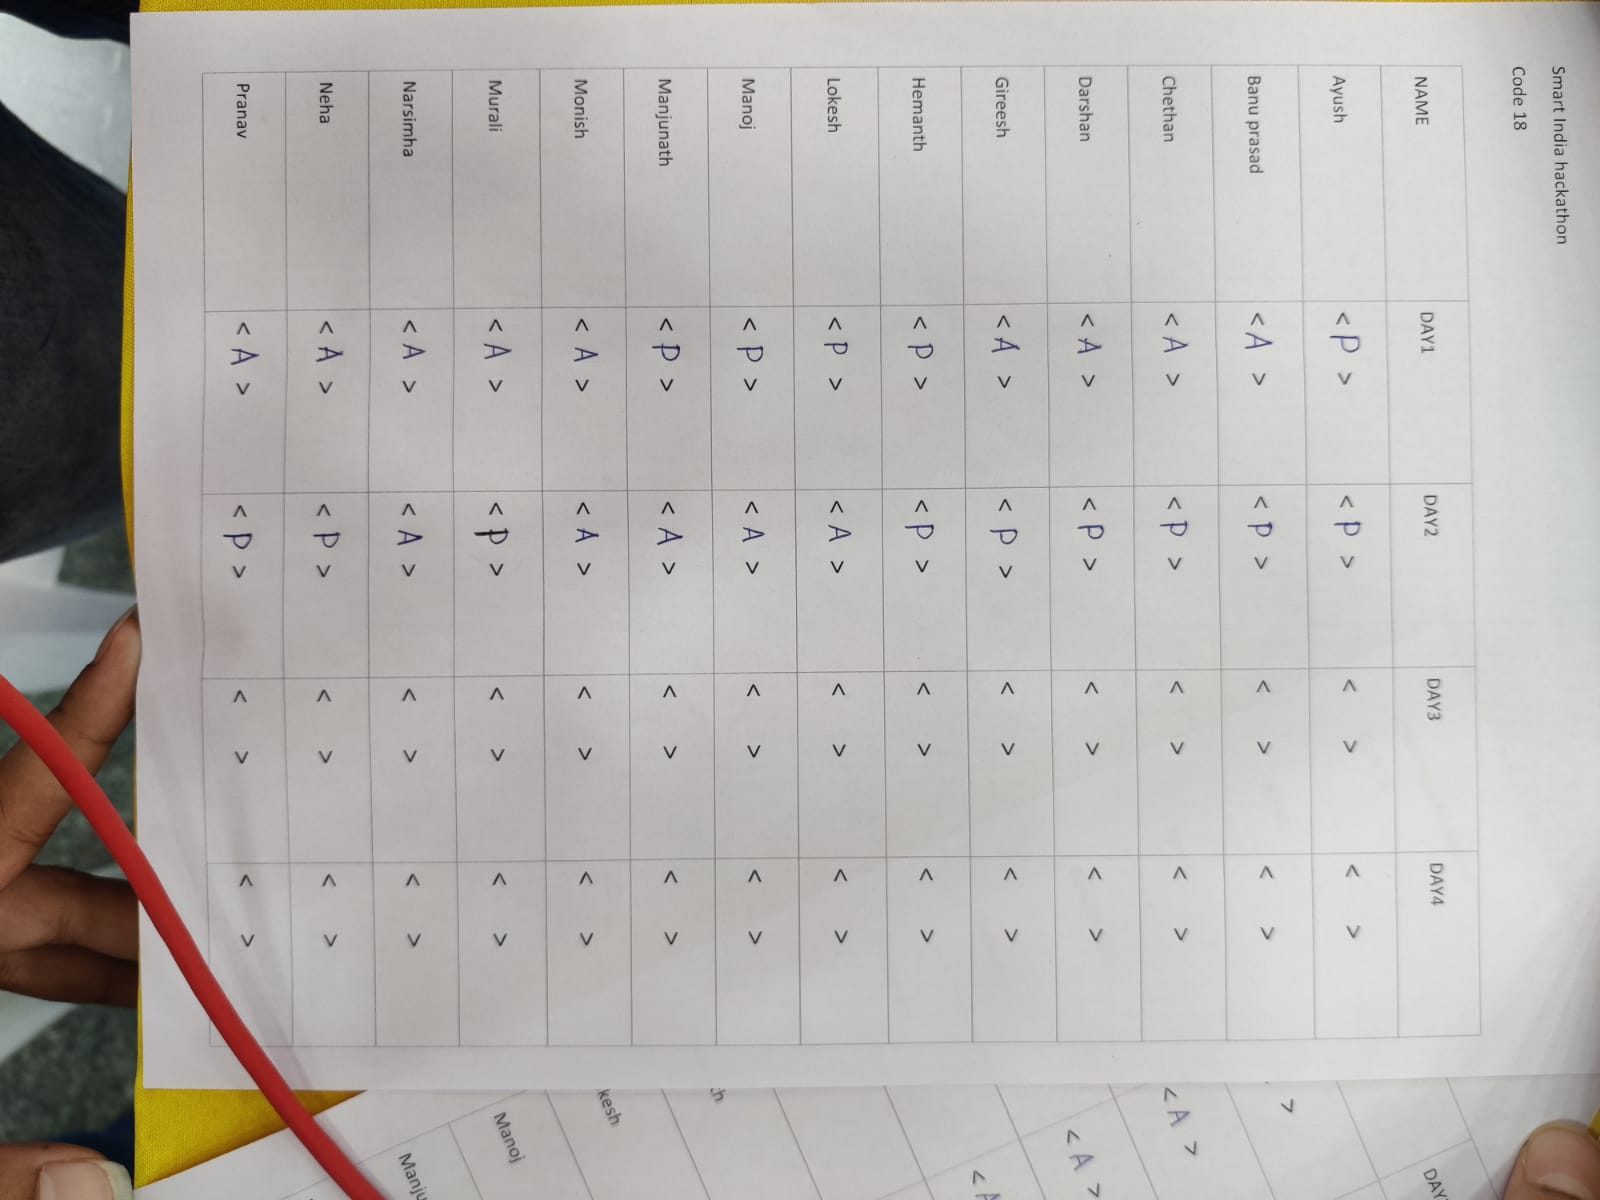 Smart India hackathon
Code 18
NAME DAY1 DAY2 DAY3 DAY4
Ayush < P > < P > < > < >
Banu prasad < A > < P > < > < >
Chethan < A > < P > < > < >
Darshan < A > < P > < > < >
Gireesh < A > < P > < > < >
Hemanth < P > < P > < > < >
Lokesh < P > < A > < > < >
Manoj < P > < A > < > < >
Manjunath < P > < A > < > < >
Monish < A > < A > < > < >
Murali < A > < P > < > < >
Narsimha < A > < A > < > < >
Neha < A > < P > < > < >
Pranav < A > < P > < > < >
DAY
>
< A >
< A >
< A
th
kesh
Manoj
Manju